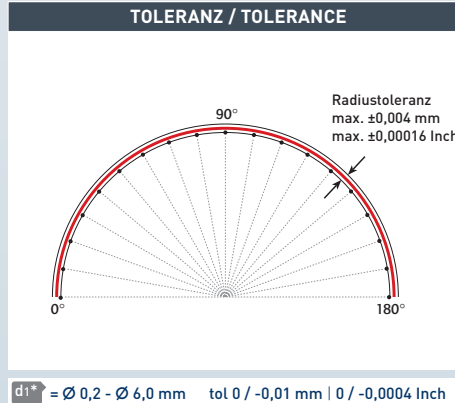 TOLERANZ / TOLERANCE
90°
Radiustoleranz
max. ±0,004 mm
max. ±0,00016 Inch
0°
180°
d1* = Ø 0,2 - Ø 6,0 mm tol 0 / -0,01 mm | 0 / -0,0004 Inch